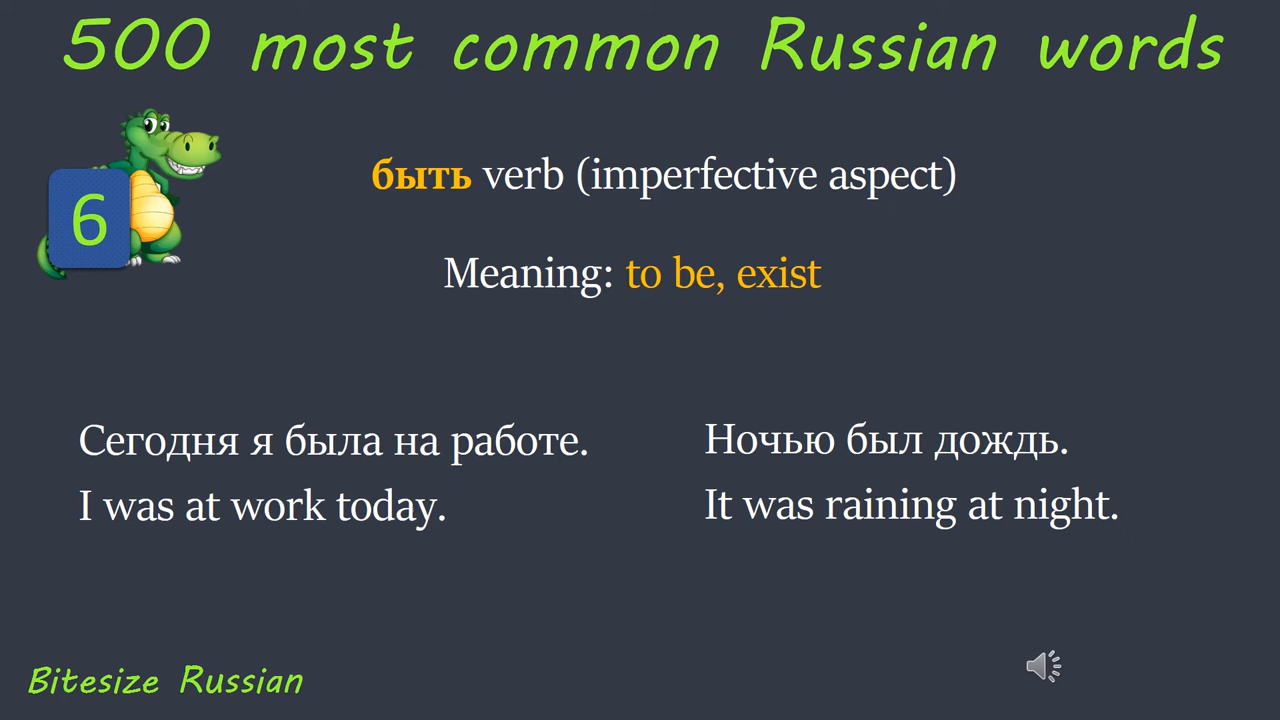 500 most common Russian words
6
быть verb (imperfective aspect)
Meaning: to be, exist
Сегодня я была на работе.
I was at work today.
Ночью был дождь.
It was raining at night.
Bitesize Russian